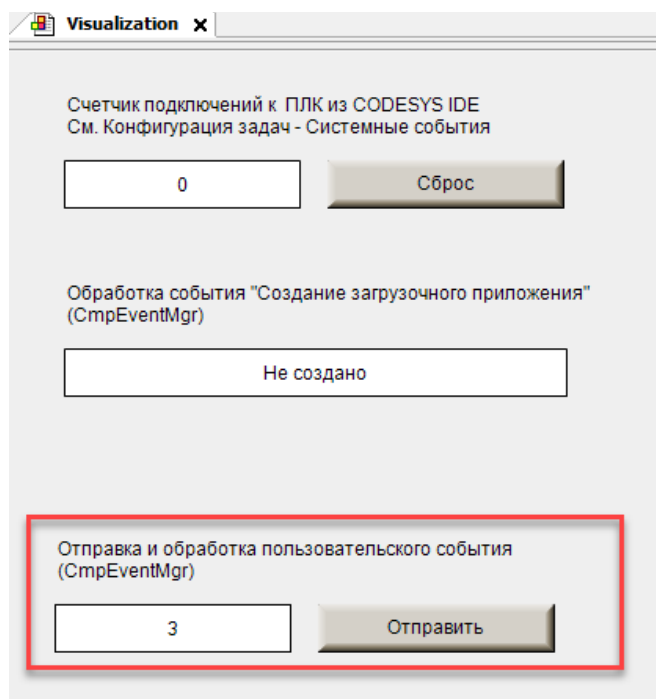 Visualization
Счетчик подключений к ПЛК из CODESYS IDE
См. Конфигурация задач - Системные события
0
Сброс
Обработка события "Создание загрузочного приложения"
(CmpEventMgr)
Не создано
Отправка и обработка пользовательского события
(CmpEventMgr)
3
Отправить